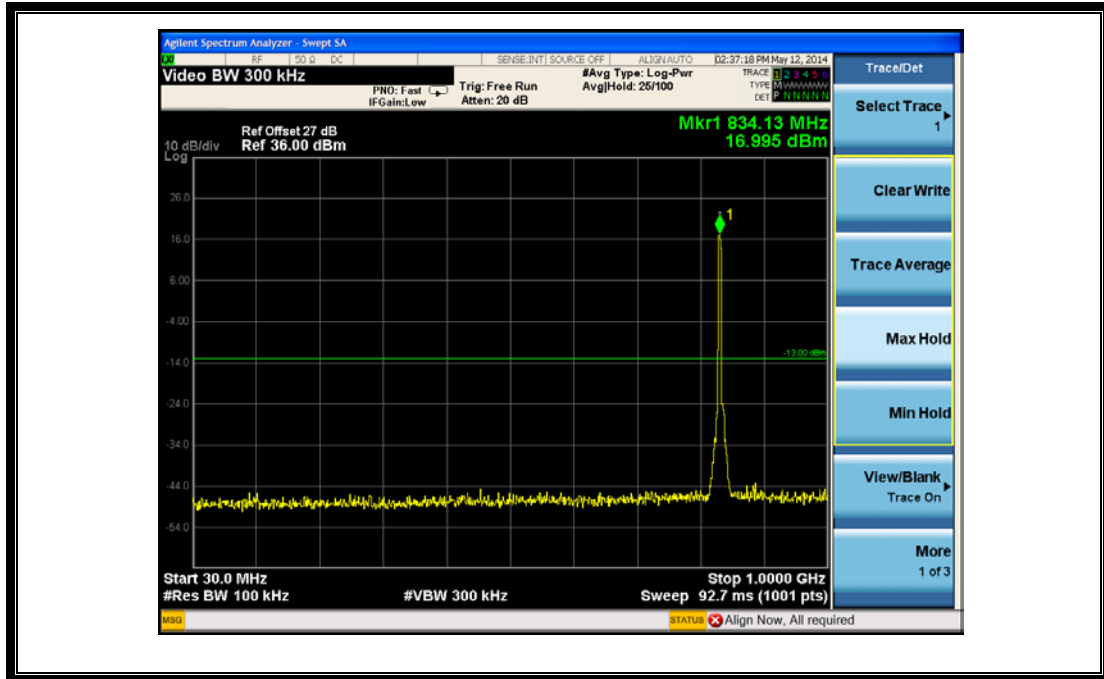 Agilent Spectrum Analyzer - Swept SA
LXI RF 50 Ω DC SENSE:INT SOURCE OFF ALIGN AUTO 02:37:18 PM May 12, 2014
Video BW 300 kHz
PNO: Fast
IFGain:Low
Trig: Free Run
Atten: 20 dB
#Avg Type: Log-Pwr
Avg|Hold: 25/100
TRACE 1 2 3 4 5 6
TYPE M WWWWW
DET P N N N N N
Mkr1 834.13 MHz
16.995 dBm
Ref Offset 27 dB
10 dB/div Ref 36.00 dBm
Log
1
26.0
16.0
6.00
-4.00
-13.00 dBm
-14.0
-24.0
-34.0
-44.0
-54.0
Start 30.0 MHz Stop 1.0000 GHz
#Res BW 100 kHz #VBW 300 kHz Sweep 92.7 ms (1001 pts)
MSG STATUS Align Now, All required
Trace/Det
Select Trace
1
Clear Write
Trace Average
Max Hold
Min Hold
View/Blank
Trace On
More
1 of 3